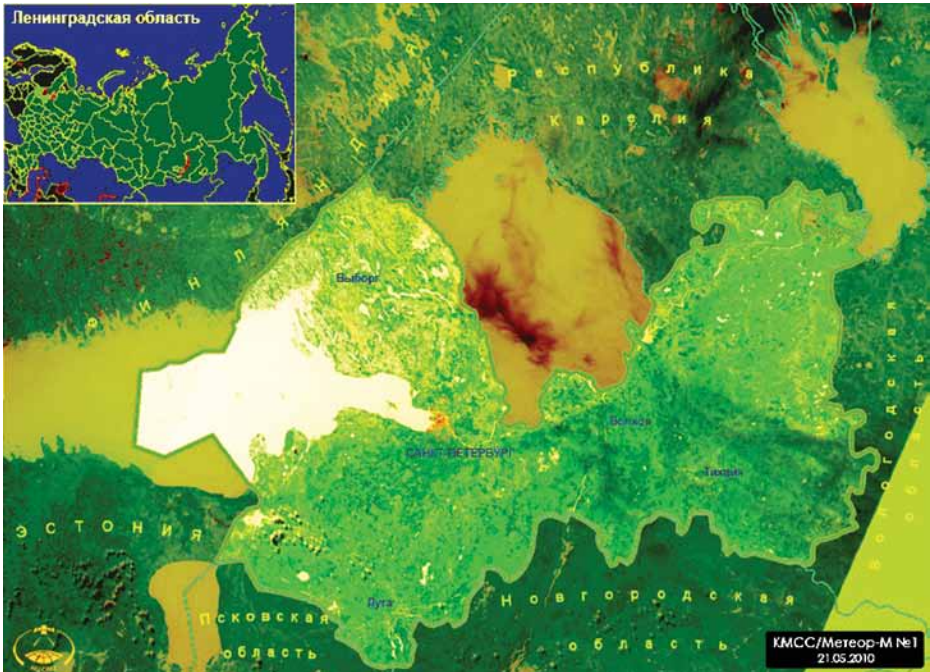 Ленинградская область
Республика
Карелия
Финляндия
Выборг
Вологодская
область
Волхов
САНКТ-ПЕТЕРБУРГ
Тихвин
ЭСТОНИЯ
Луга
Новгородская
область
Псковская
область
КМСС/Метеор-М №1
21.05.2010